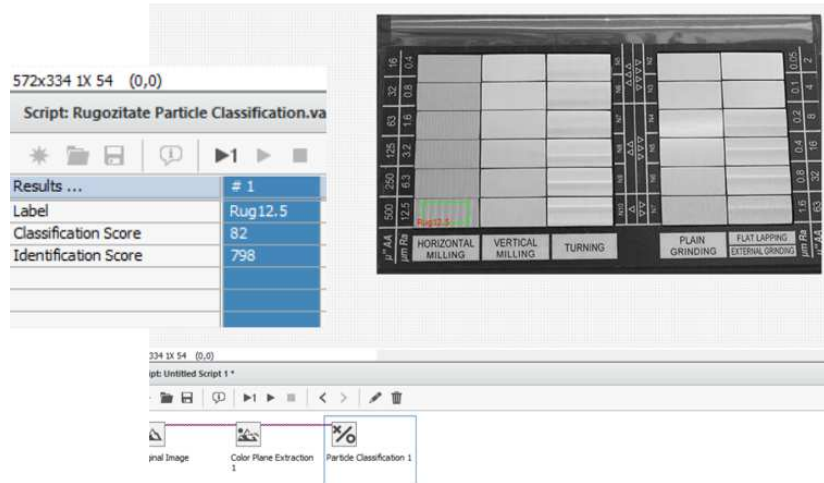 572x334 1X 54 (0,0)
Script: Rugozitate Particle Classification.va
1
Results ... # 1
Label Rug12.5
Classification Score 82
Identification Score 798
16 0.4
32 0.8
63 1.6
125 3.2
250 6.3
500 12.5
µ" AA µm Ra
Rug12.5
HORIZONTAL MILLING
VERTICAL MILLING
TURNING
N5 N2
N6
N7 N4
N8
N9 N6
N10 N7
PLAIN GRINDING
FLAT LAPPING
EXTERNAL GRINDING
0.05 2
0.1 4
0.2 8
0.4 16
0.8 32
1.6 63
µm Ra µ"AA
334 1X 54 (0,0)
ipt: Untitled Script 1 *
1
inal Image
Color Plane Extraction 1
Particle Classification 1